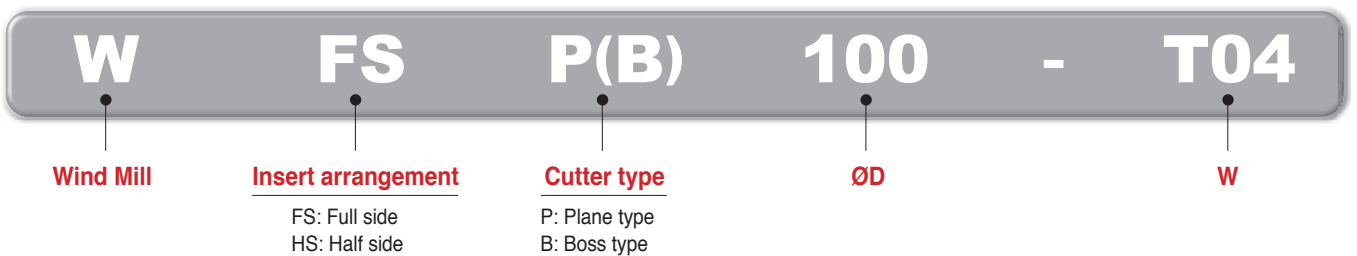 W FS P(B) 100 - T04
Wind Mill Insert arrangement Cutter type ØD W
FS: Full side P: Plane type
HS: Half side B: Boss type